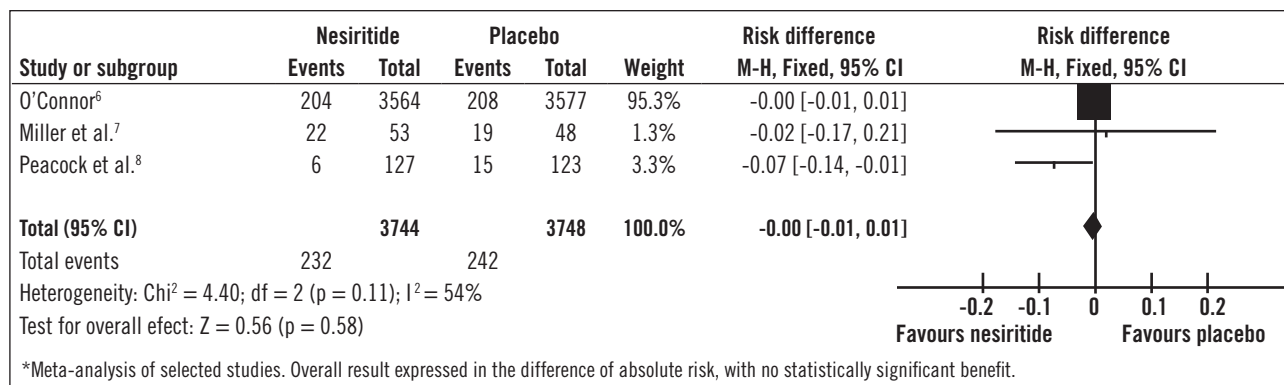 Nesiritide Placebo Risk difference Risk difference
Study or subgroup Events Total Events Total Weight M-H, Fixed, 95% CI M-H, Fixed, 95% CI
O’Connor⁶ 204 3564 208 3577 95.3% -0.00 [-0.01, 0.01]
Miller et al.⁷ 22 53 19 48 1.3% -0.02 [-0.17, 0.21]
Peacock et al.⁸ 6 127 15 123 3.3% -0.07 [-0.14, -0.01]
Total (95% CI) 3744 3748 100.0% -0.00 [-0.01, 0.01]
Total events 232 242
Heterogeneity: Chi² = 4.40; df = 2 (p = 0.11); I² = 54%
-0.2 -0.1 0 0.1 0.2
Test for overall efect: Z = 0.56 (p = 0.58)
Favours nesiritide Favours placebo
*Meta-analysis of selected studies. Overall result expressed in the difference of absolute risk, with no statistically significant benefit.